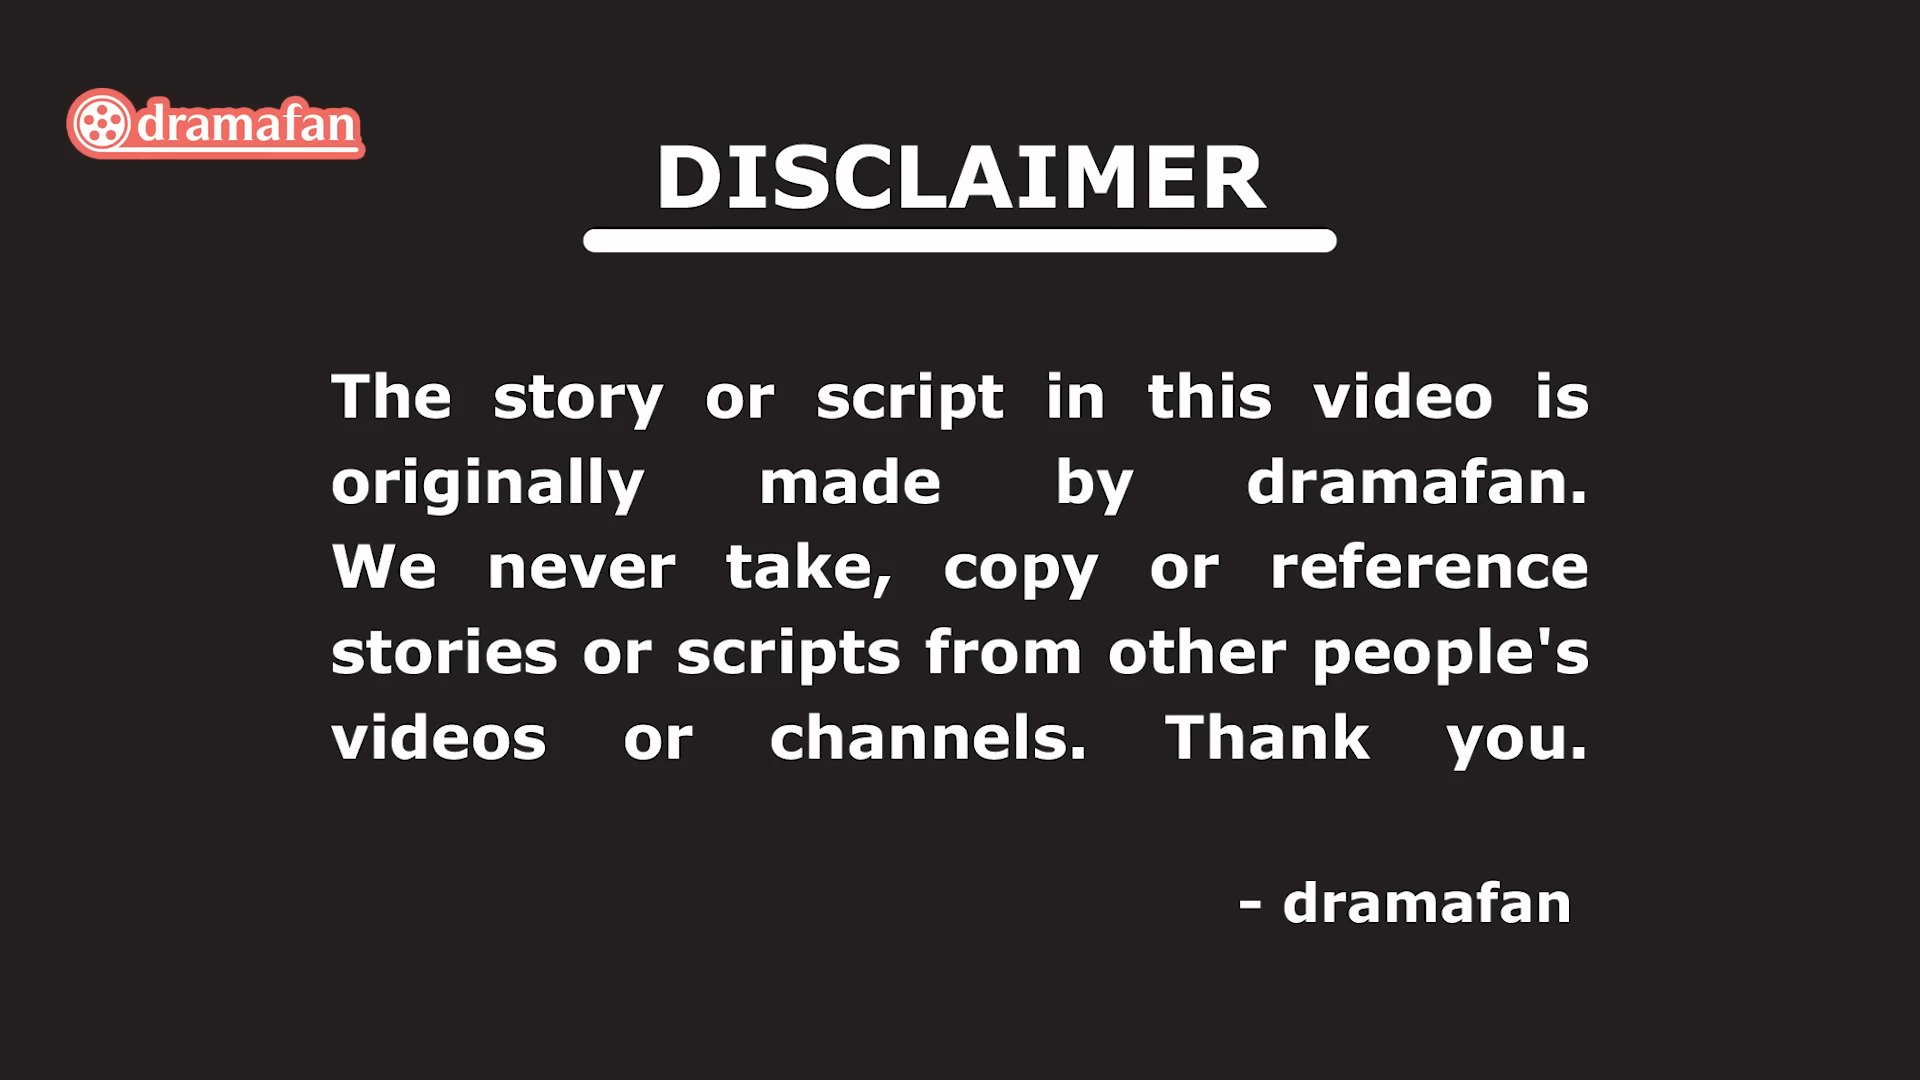 dramafan
DISCLAIMER
The story or script in this video is
originally made by dramafan.
We never take, copy or reference
stories or scripts from other people's
videos or channels. Thank you.
- dramafan